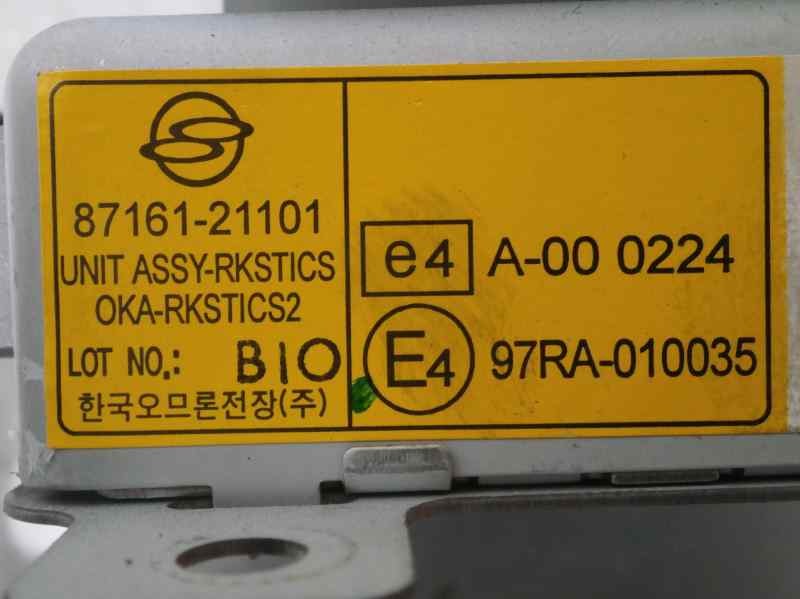 87161-21101
UNIT ASSY-RKSTICS
OKA-RKSTICS2
LOT NO.: B10
한국오므론전장(주)
e4 A-00 0224
E4 97RA-010035